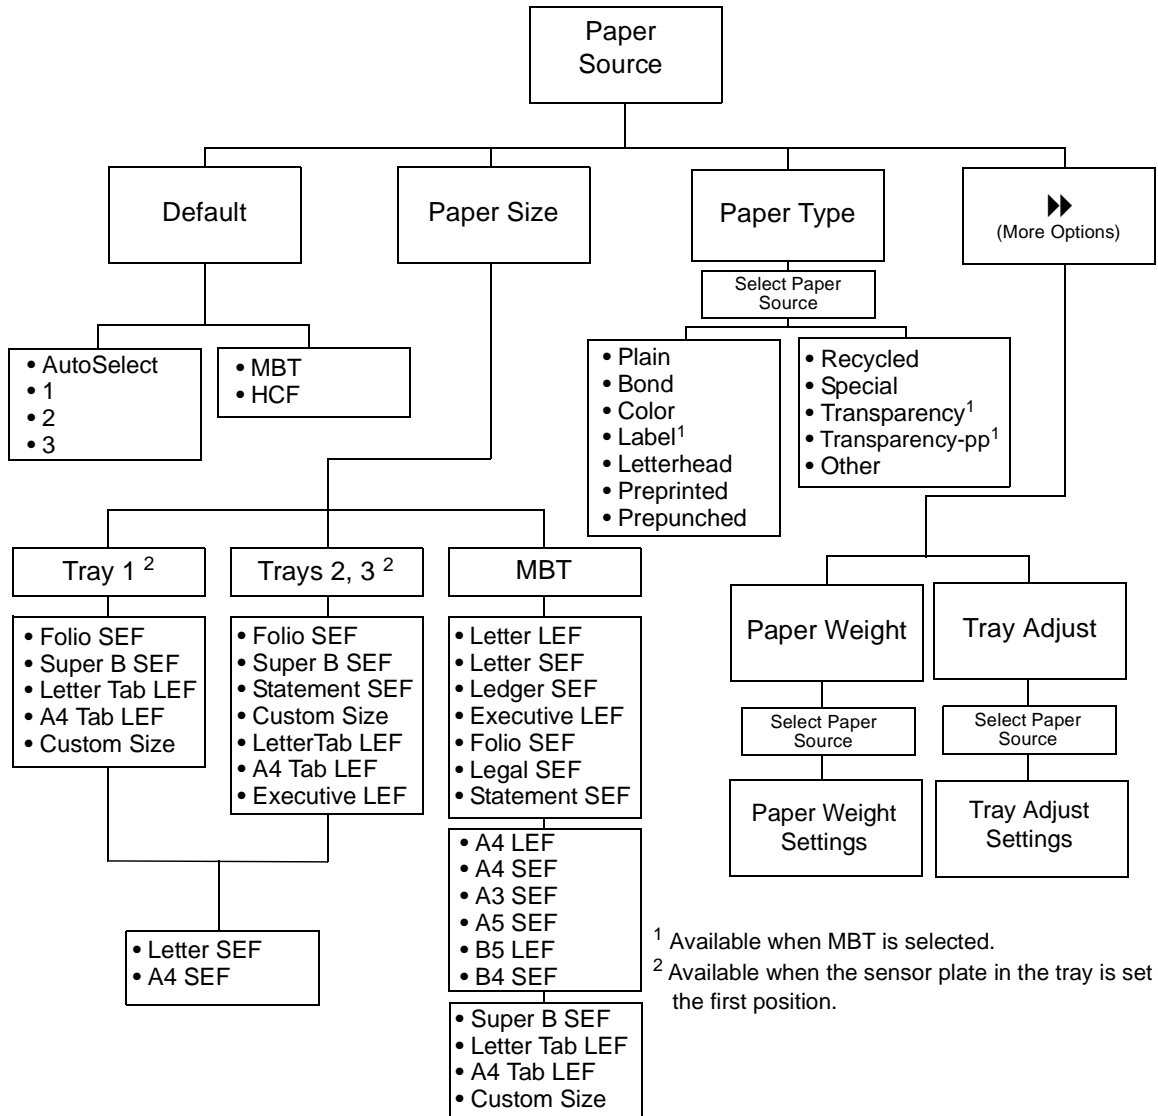 Paper
Source
Default
Paper Size
Paper Type
(More Options)
Select Paper
Source
• AutoSelect
• 1
• 2
• 3
• MBT
• HCF
• Plain
• Bond
• Color
• Label1
• Letterhead
• Preprinted
• Prepunched
• Recycled
• Special
• Transparency1
• Transparency-pp1
• Other
Tray 1 2
Trays 2, 3 2
MBT
• Folio SEF
• Super B SEF
• Letter Tab LEF
• A4 Tab LEF
• Custom Size
• Folio SEF
• Super B SEF
• Statement SEF
• Custom Size
• LetterTab LEF
• A4 Tab LEF
• Executive LEF
• Letter LEF
• Letter SEF
• Ledger SEF
• Executive LEF
• Folio SEF
• Legal SEF
• Statement SEF
• A4 LEF
• A4 SEF
• A3 SEF
• A5 SEF
• B5 LEF
• B4 SEF
• Super B SEF
• Letter Tab LEF
• A4 Tab LEF
• Custom Size
• Letter SEF
• A4 SEF
Paper Weight
Tray Adjust
Select Paper
Source
Select Paper
Source
Paper Weight
Settings
Tray Adjust
Settings
1 Available when MBT is selected.
2 Available when the sensor plate in the tray is set
the first position.